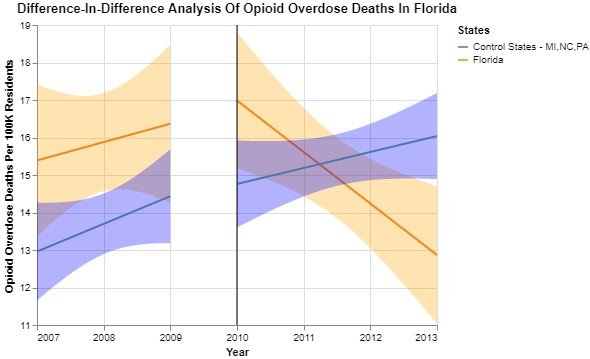 Difference-In-Difference Analysis Of Opioid Overdose Deaths In Florida
States
Control States - MI,NC,PA
Florida
Opioid Overdose Deaths Per 100K Residents
19
18
17
16
15
14
13
12
11
2007 2008 2009 2010 2011 2012 2013
Year